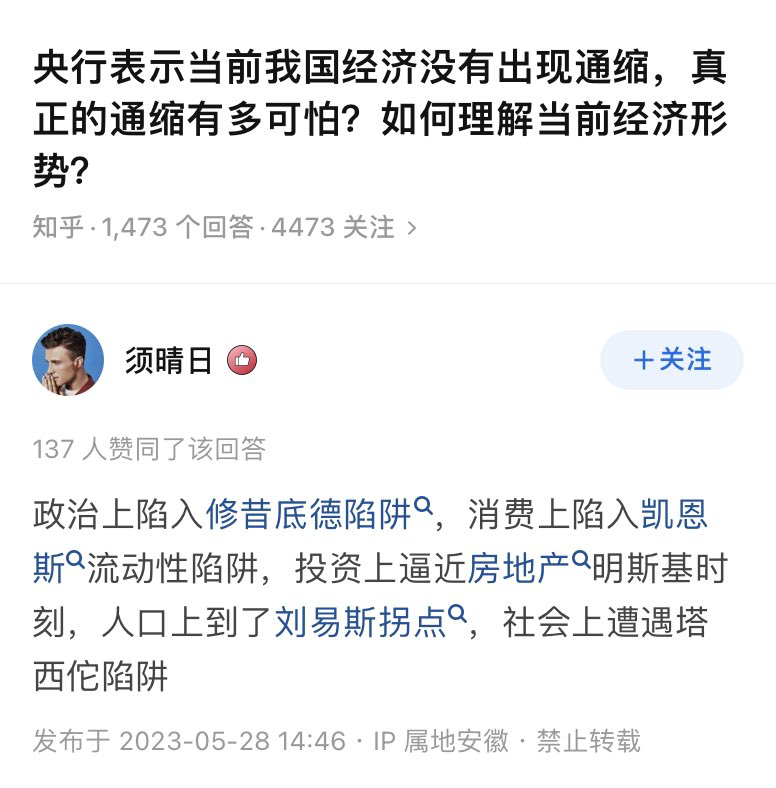 央行表示当前我国经济没有出现通缩，真
正的通缩有多可怕？如何理解当前经济形
势？
知乎 · 1,473 个回答 · 4473 关注 >
须晴日
+关注
137 人赞同了该回答
政治上陷入修昔底德陷阱，消费上陷入凯恩
斯流动性陷阱，投资上逼近房地产明斯基时
刻，人口上到了刘易斯拐点，社会上遭遇塔
西佗陷阱
发布于 2023-05-28 14:46 · IP 属地安徽 · 禁止转载